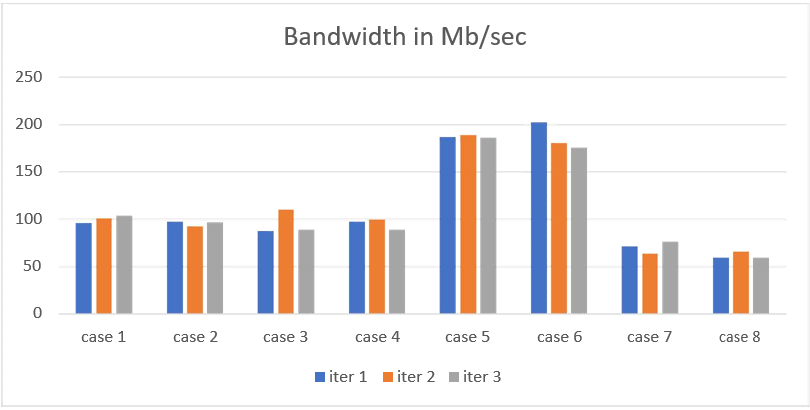 Bandwidth in Mb/sec
250
200
150
100
50
0
case 1 case 2 case 3 case 4 case 5 case 6 case 7 case 8
iter 1 iter 2 iter 3